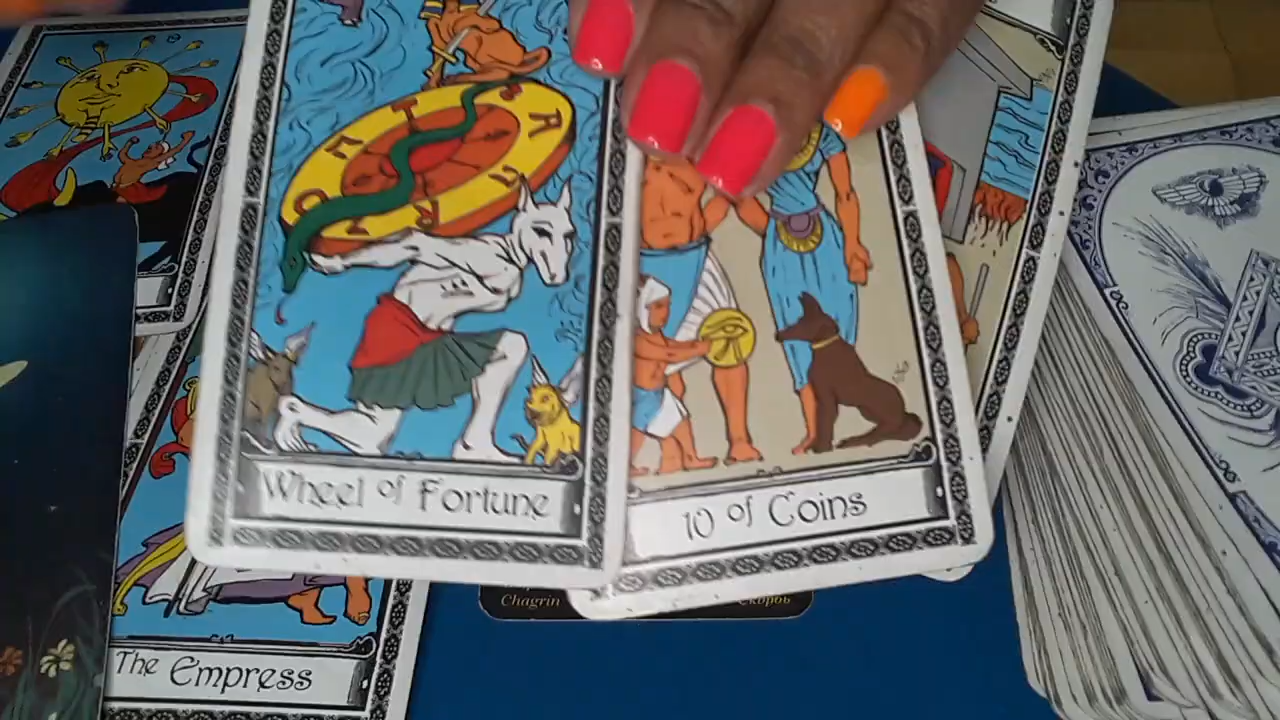 Wheel of Fortune
10 of Coins
Chagrin
Скорбь
The Empress